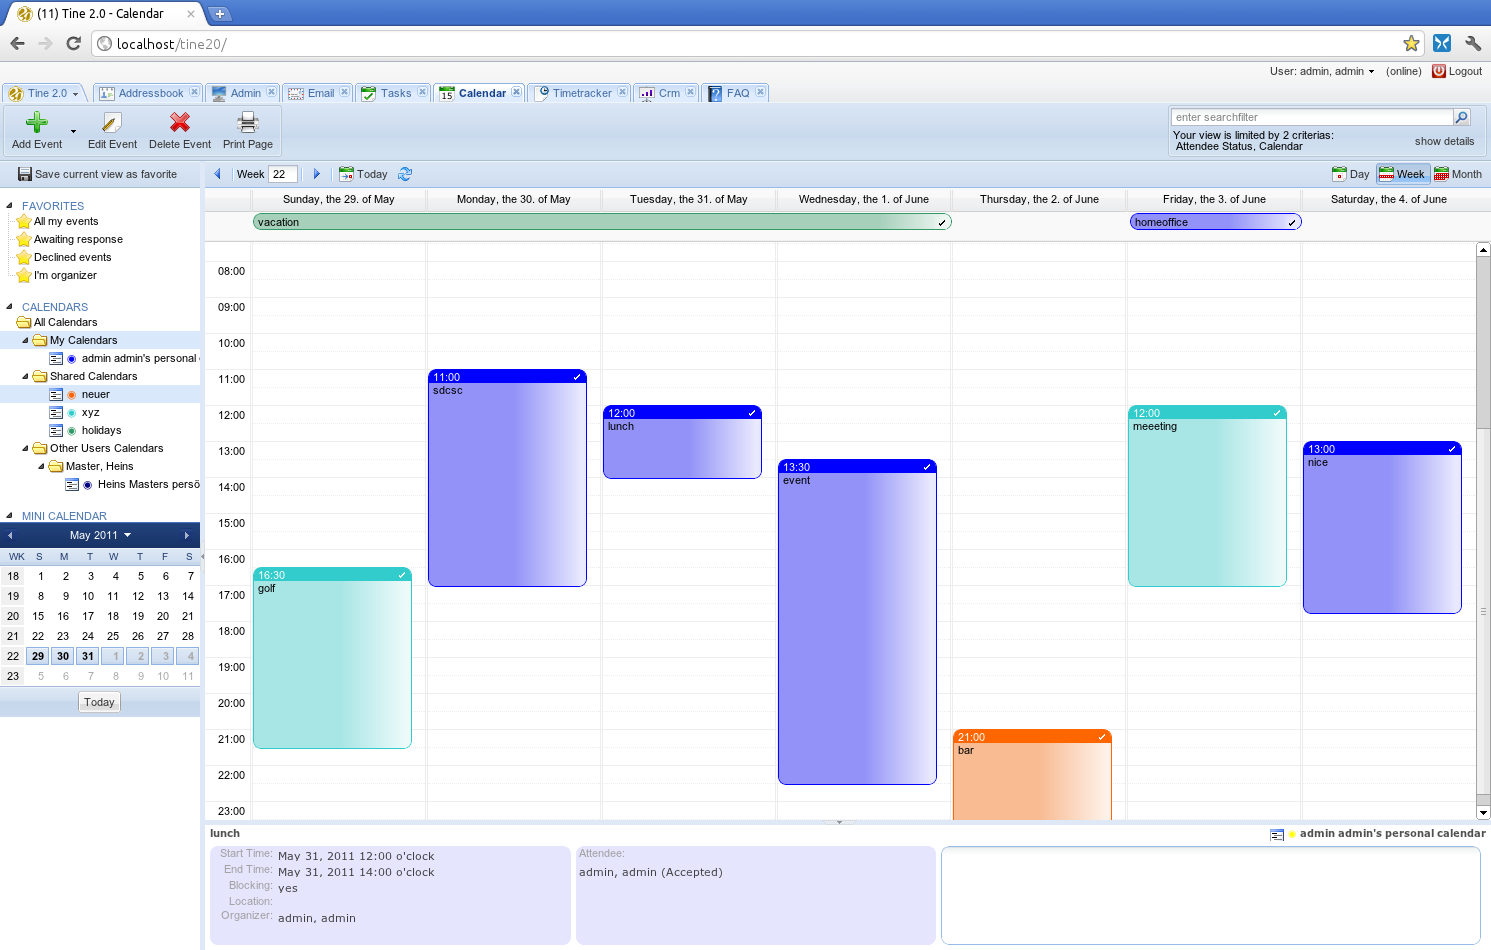 (11) Tine 2.0 - Calendar
localhost/tine20/
User: admin, admin (online) Logout
Tine 2.0 Addressbook Admin Email Tasks Calendar Timetracker Crm FAQ
Add Event Edit Event Delete Event Print Page
enter searchfilter
Your view is limited by 2 criterias:
Attendee Status, Calendar
show details
Save current view as favorite
Week 22 Today
Day Week Month
FAVORITES
All my events
Awaiting response
Declined events
I'm organizer
CALENDARS
All Calendars
My Calendars
admin admin's personal
Shared Calendars
neuer
xyz
holidays
Other Users Calendars
Master, Heins
Heins Masters persö
MINI CALENDAR
May 2011
WK S M T W T F S
18 1 2 3 4 5 6 7
19 8 9 10 11 12 13 14
20 15 16 17 18 19 20 21
21 22 23 24 25 26 27 28
22 29 30 31 1 2 3 4
23 5 6 7 8 9 10 11
Today
Sunday, the 29. of May Monday, the 30. of May Tuesday, the 31. of May Wednesday, the 1. of June Thursday, the 2. of June Friday, the 3. of June Saturday, the 4. of June
vacation homeoffice
08:00
09:00
10:00
11:00
12:00
13:00
14:00
15:00
16:00
17:00
18:00
19:00
20:00
21:00
22:00
23:00
16:30
golf
11:00
sdcsc
12:00
lunch
13:30
event
21:00
bar
12:00
meeeting
13:00
nice
lunch
admin admin's personal calendar
Start Time: May 31, 2011 12:00 o'clock
End Time: May 31, 2011 14:00 o'clock
Blocking: yes
Location:
Organizer: admin, admin
Attendee:
admin, admin (Accepted)